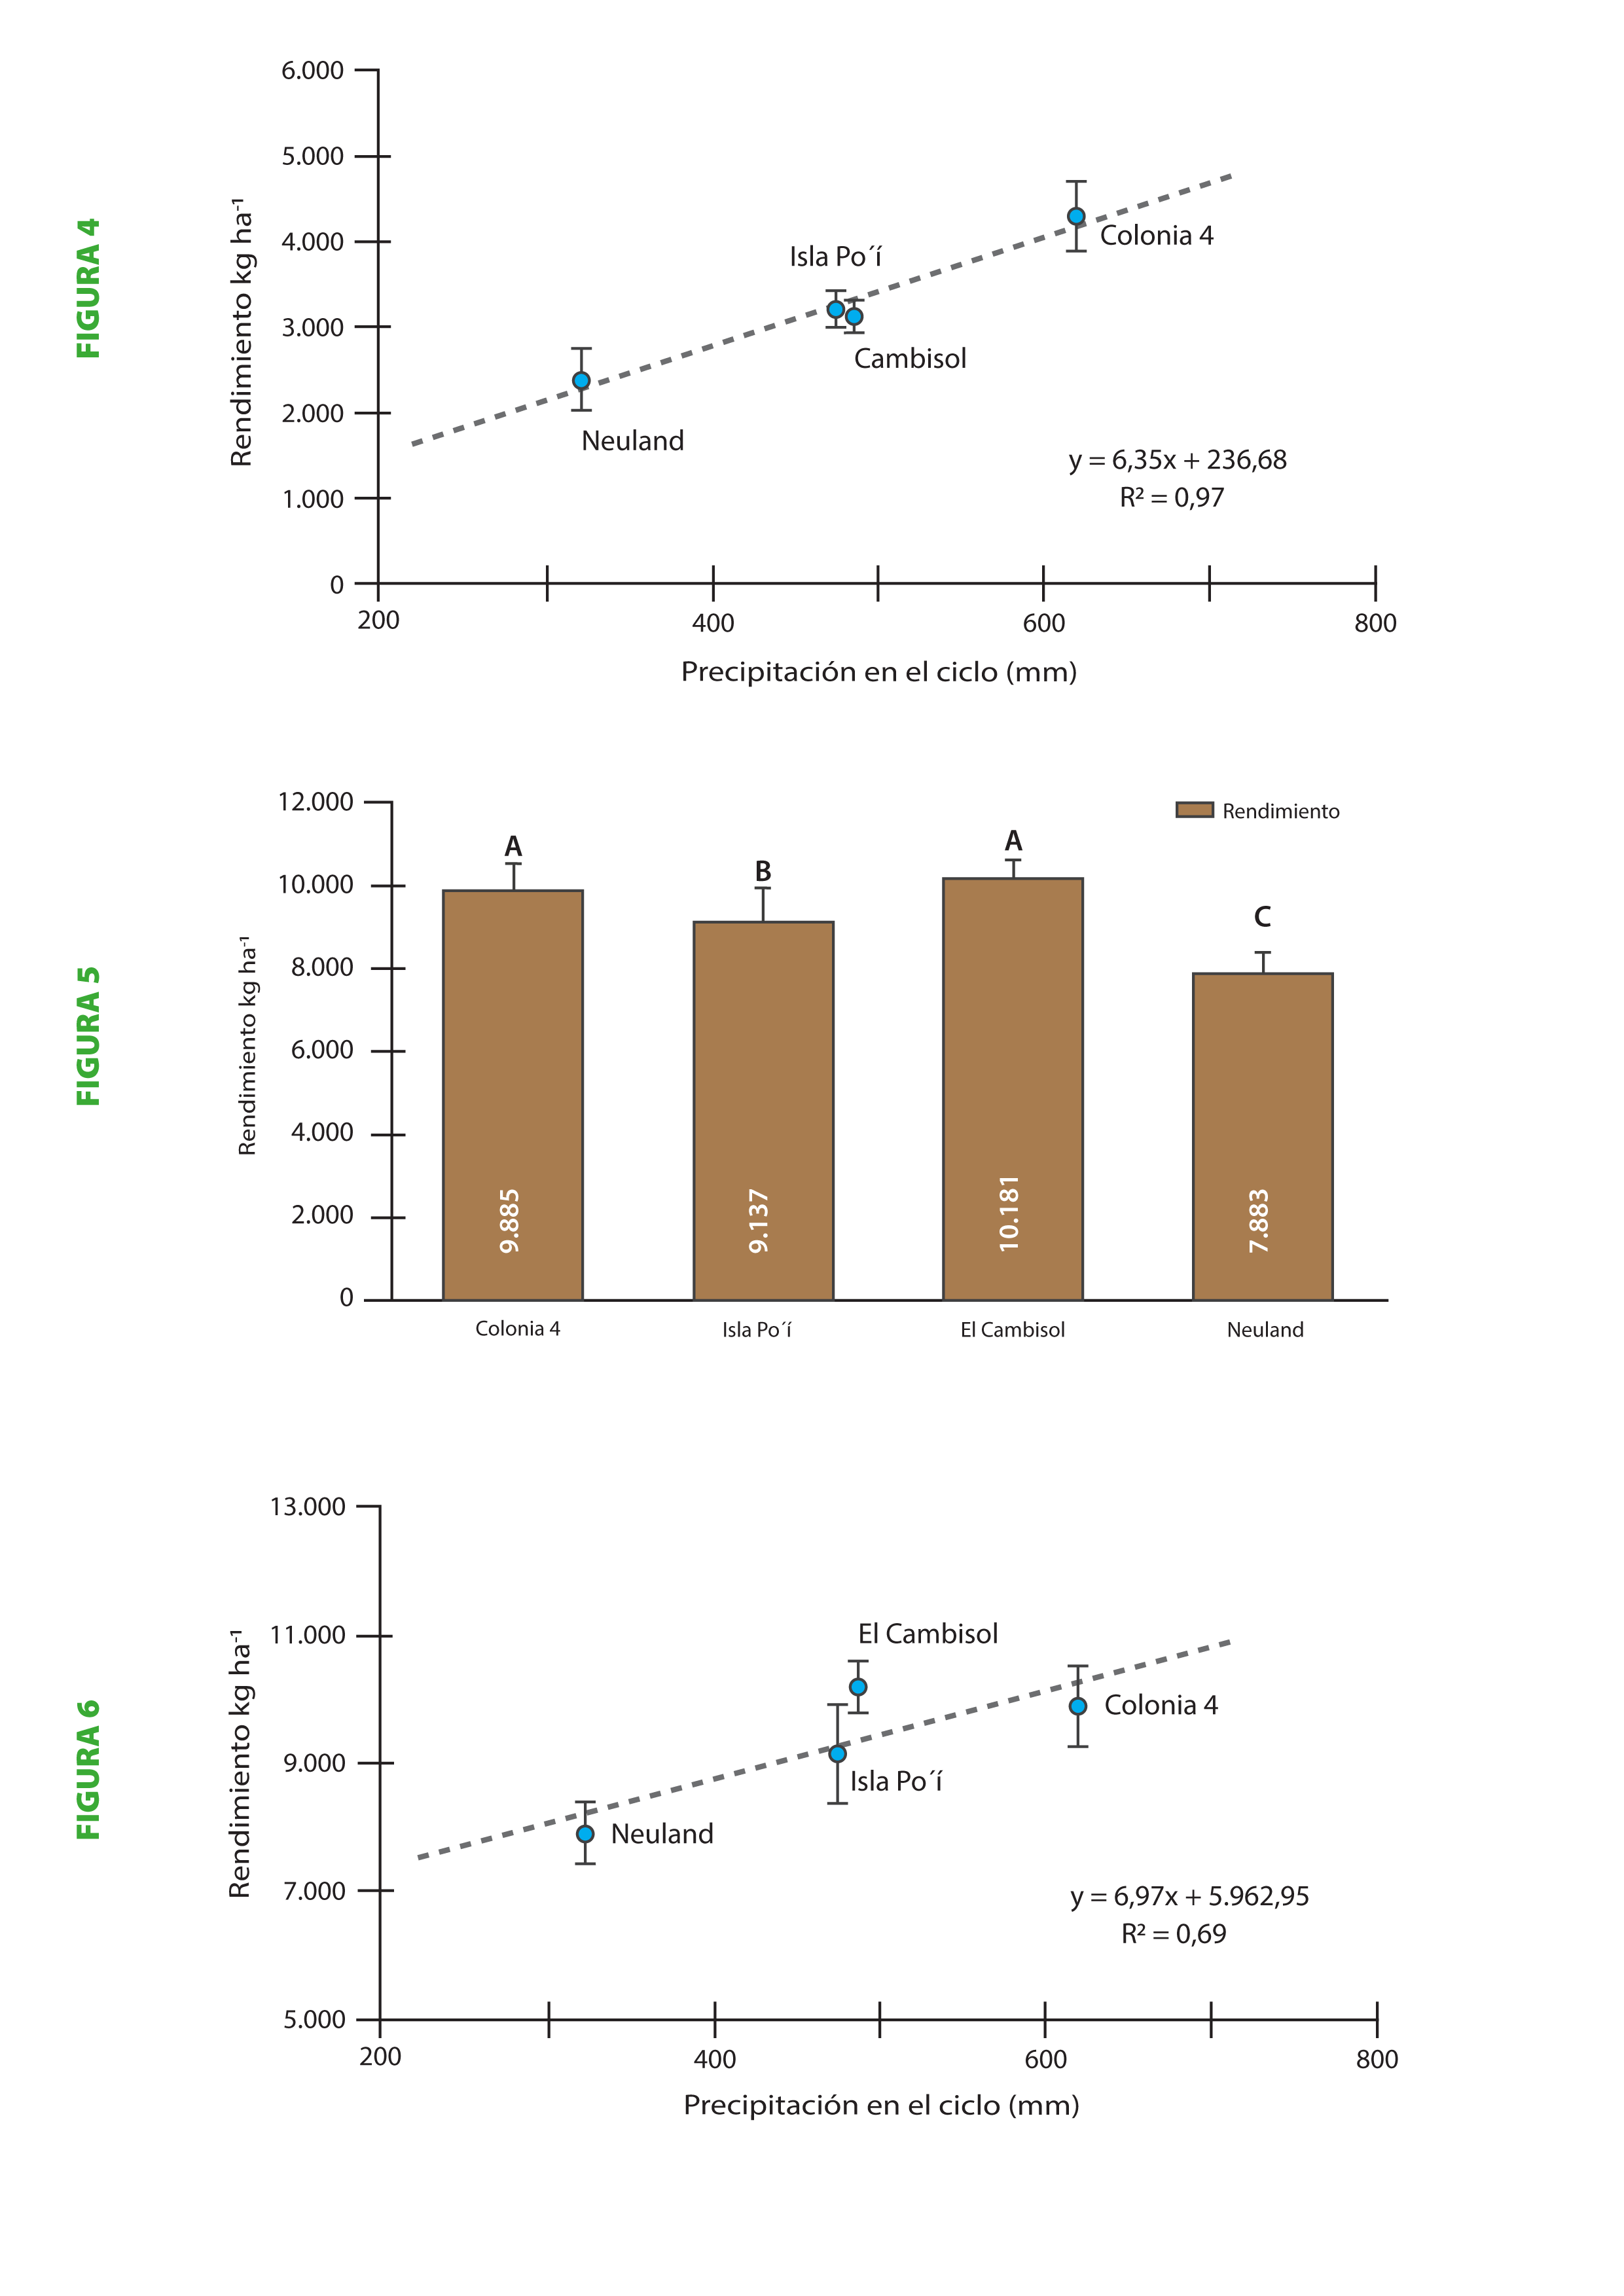 FIGURA 4
Rendimiento kg ha⁻¹
6.000
5.000
4.000
3.000
2.000
1.000
0
Isla Po´í
Colonia 4
Cambisol
Neuland
y = 6,35x + 236,68
R² = 0,97
200
400
600
800
Precipitación en el ciclo (mm)
FIGURA 5
Rendimiento kg ha⁻¹
12.000
10.000
8.000
6.000
4.000
2.000
0
Rendimiento
A
B
A
C
9.885
9.137
10.181
7.883
Colonia 4
Isla Po´í
El Cambisol
Neuland
FIGURA 6
Rendimiento kg ha⁻¹
13.000
11.000
9.000
7.000
5.000
El Cambisol
Colonia 4
Isla Po´í
Neuland
y = 6,97x + 5.962,95
R² = 0,69
200
400
600
800
Precipitación en el ciclo (mm)